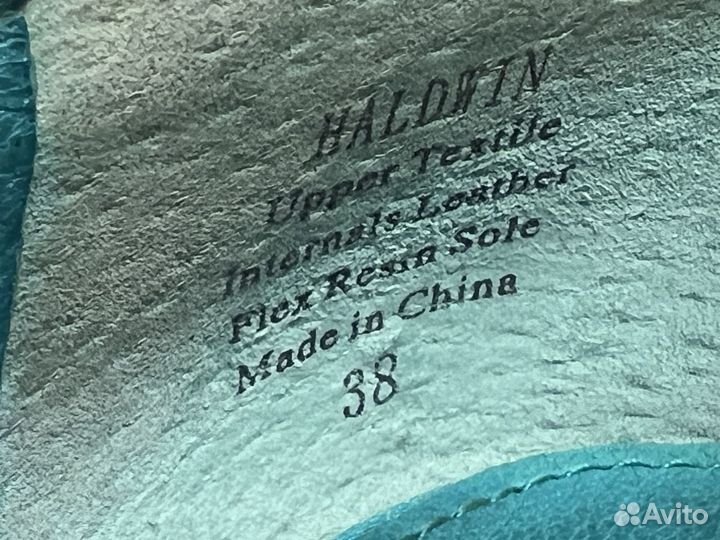 HALDWIN
Upper Textile
Internals Leather
Flex Resin Sole
Made in China
38
Avito